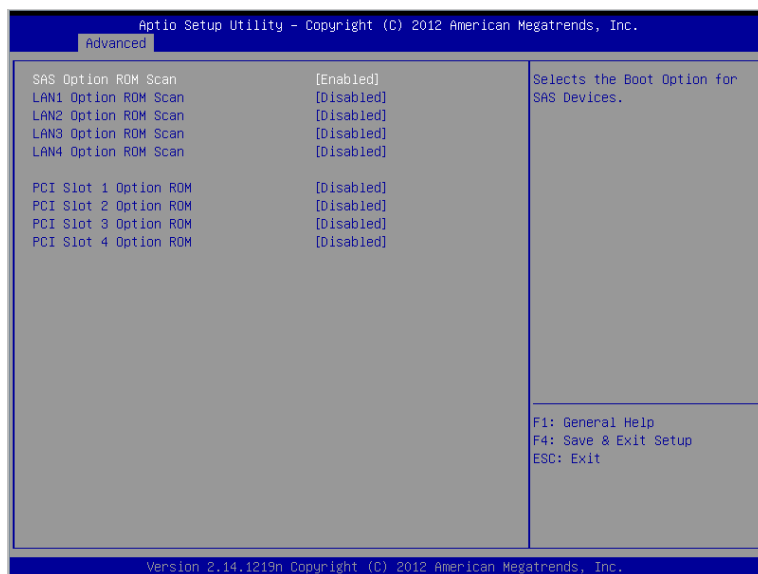 Aptio Setup Utility – Copyright (C) 2012 American Megatrends, Inc.
Advanced
SAS Option ROM Scan [Enabled]
LAN1 Option ROM Scan [Disabled]
LAN2 Option ROM Scan [Disabled]
LAN3 Option ROM Scan [Disabled]
LAN4 Option ROM Scan [Disabled]
PCI Slot 1 Option ROM [Disabled]
PCI Slot 2 Option ROM [Disabled]
PCI Slot 3 Option ROM [Disabled]
PCI Slot 4 Option ROM [Disabled]
Selects the Boot Option for
SAS Devices.
F1: General Help
F4: Save & Exit Setup
ESC: Exit
Version 2.14.1219n Copyright (C) 2012 American Megatrends, Inc.